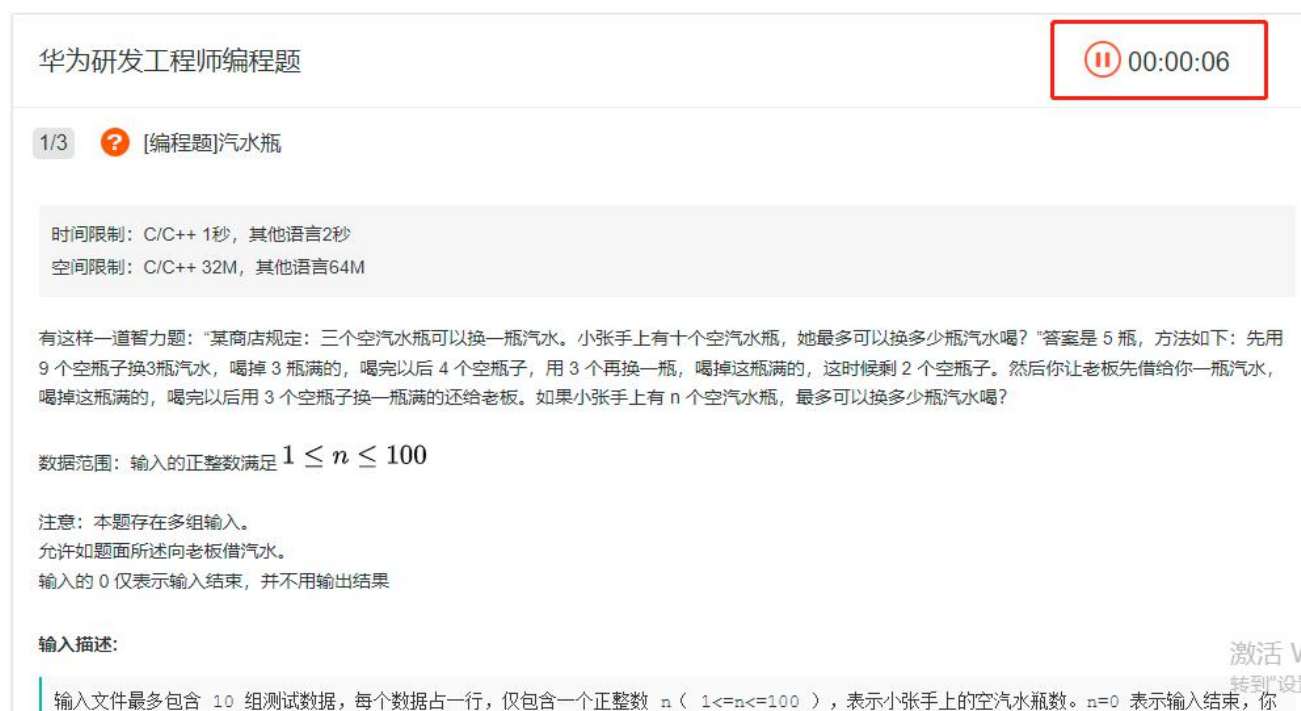 华为研发工程师编程题
00:00:06
1/3 ? [编程题]汽水瓶
时间限制：C/C++ 1秒，其他语言2秒
空间限制：C/C++ 32M，其他语言64M
有这样一道智力题：“某商店规定：三个空汽水瓶可以换一瓶汽水。小张手上有十个空汽水瓶，她最多可以换多少瓶汽水喝？”答案是 5 瓶，方法如下：先用
9 个空瓶子换3瓶汽水，喝掉 3 瓶满的，喝完以后 4 个空瓶子，用 3 个再换一瓶，喝掉这瓶满的，这时候剩 2 个空瓶子。然后你让老板先借给你一瓶汽水，
喝掉这瓶满的，喝完以后用 3 个空瓶子换一瓶满的还给老板。如果小张手上有 n 个空汽水瓶，最多可以换多少瓶汽水喝？
数据范围：输入的正整数满足 1 ≤ n ≤ 100
注意：本题存在多组输入。
允许如题面所述向老板借汽水。
输入的 0 仅表示输入结束，并不用输出结果
输入描述:
激活
转到"设
输入文件最多包含 10 组测试数据，每个数据占一行，仅包含一个正整数 n（ 1<=n<=100 ），表示小张手上的空汽水瓶数。n=0 表示输入结束，你